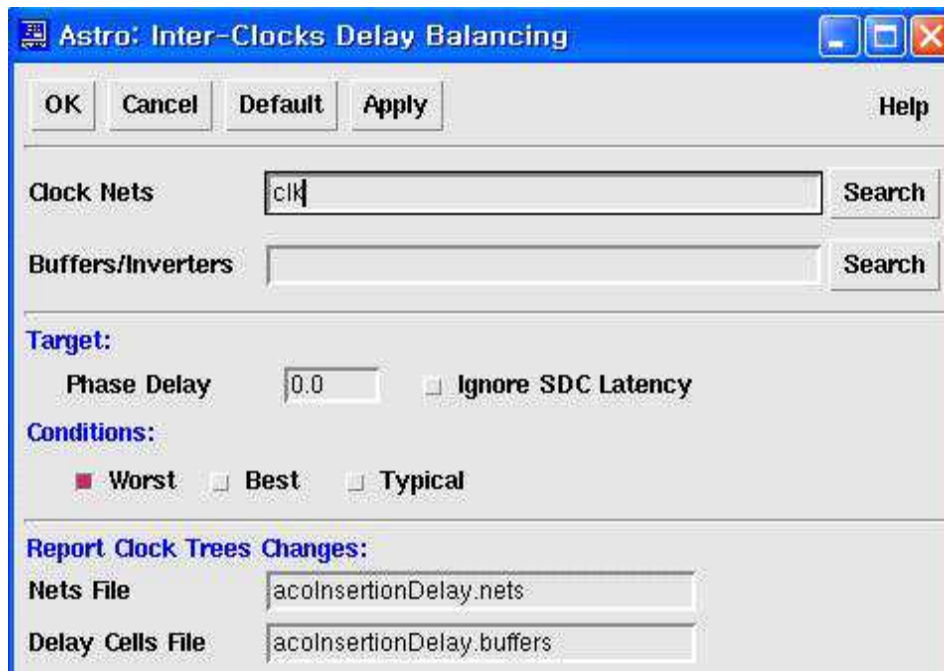 Astro: Inter-Clocks Delay Balancing
OK Cancel Default Apply Help
Clock Nets clk Search
Buffers/Inverters Search
Target:
Phase Delay 0.0 Ignore SDC Latency
Conditions:
Worst Best Typical
Report Clock Trees Changes:
Nets File acoInsertionDelay.nets
Delay Cells File acoInsertionDelay.buffers